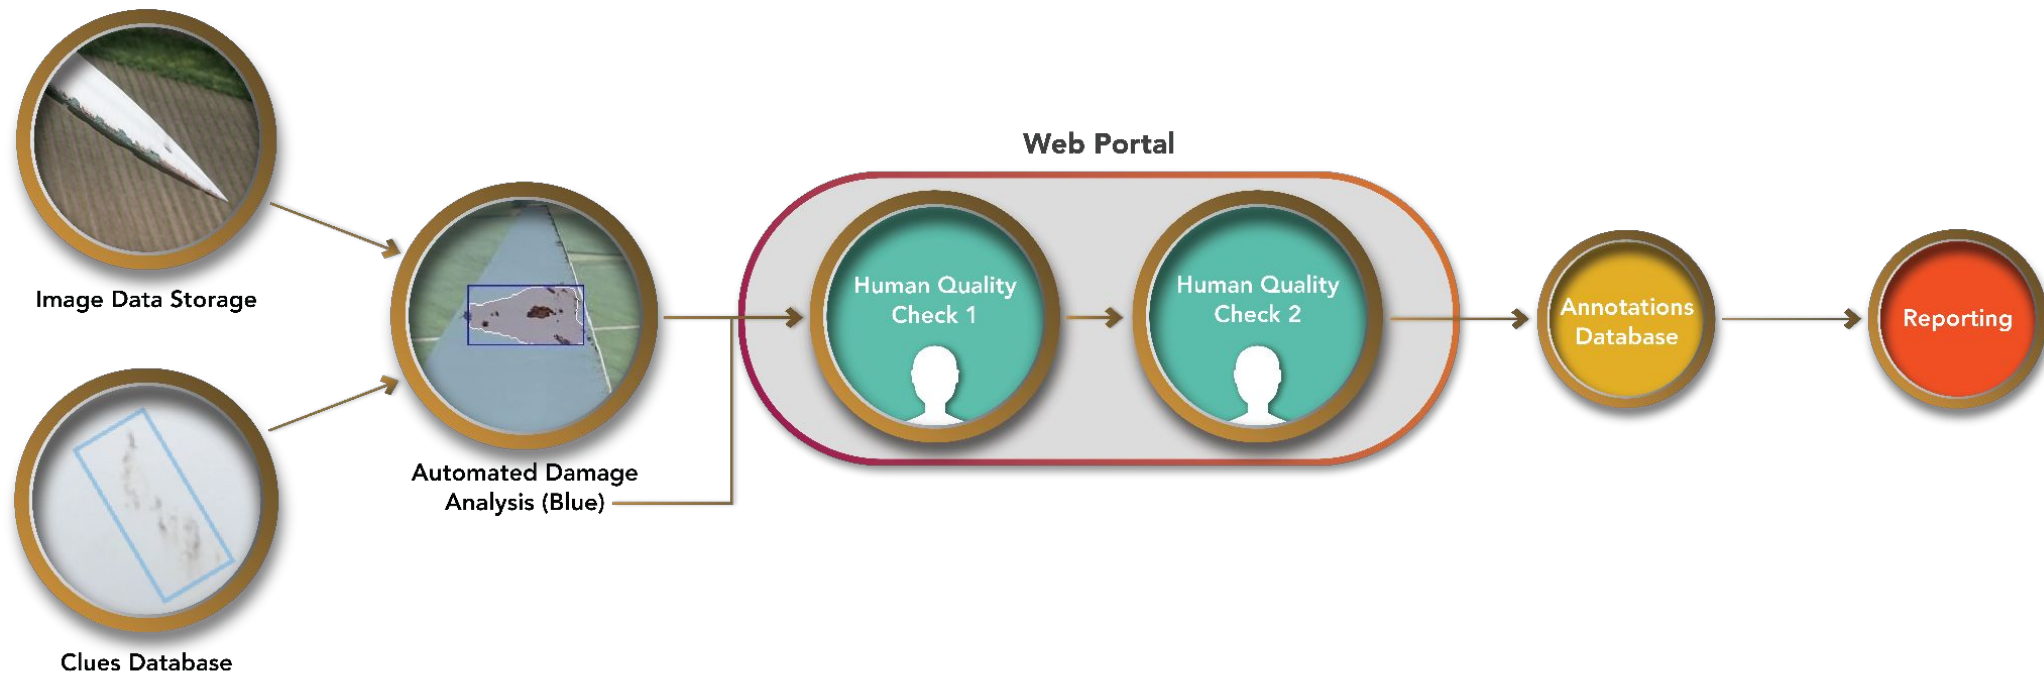 Web Portal
Image Data Storage
Human Quality
Check 1
Human Quality
Check 2
Annotations
Database
Reporting
Automated Damage
Analysis (Blue)
Clues Database